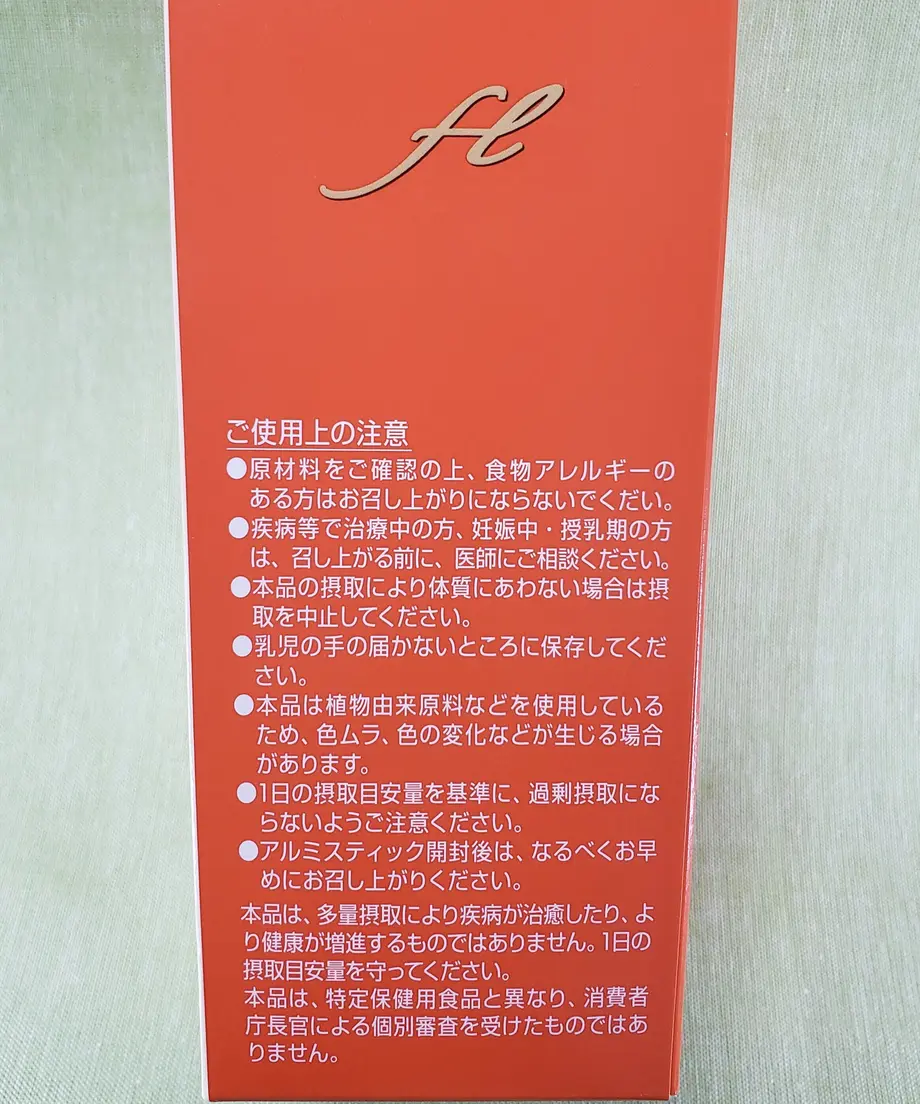 fl
ご使用上の注意
●原材料をご確認の上、食物アレルギーの
ある方はお召し上がりにならないでくだい。
●疾病等で治療中の方、妊娠中・授乳期の方
は、召し上がる前に、医師にご相談ください。
●本品の摂取により体質にあわない場合は摂
取を中止してください。
●乳児の手の届かないところに保存してくだ
さい。
●本品は植物由来原料などを使用している
ため、色ムラ、色の変化などが生じる場合
があります。
●1日の摂取目安量を基準に、過剰摂取にな
らないようご注意ください。
●アルミスティック開封後は、なるべくお早
めにお召し上がりください。
本品は、多量摂取により疾病が治癒したり、よ
り健康が増進するものではありません。1日の
摂取目安量を守ってください。
本品は、特定保健用食品と異なり、消費者
庁長官による個別審査を受けたものではあ
りません。